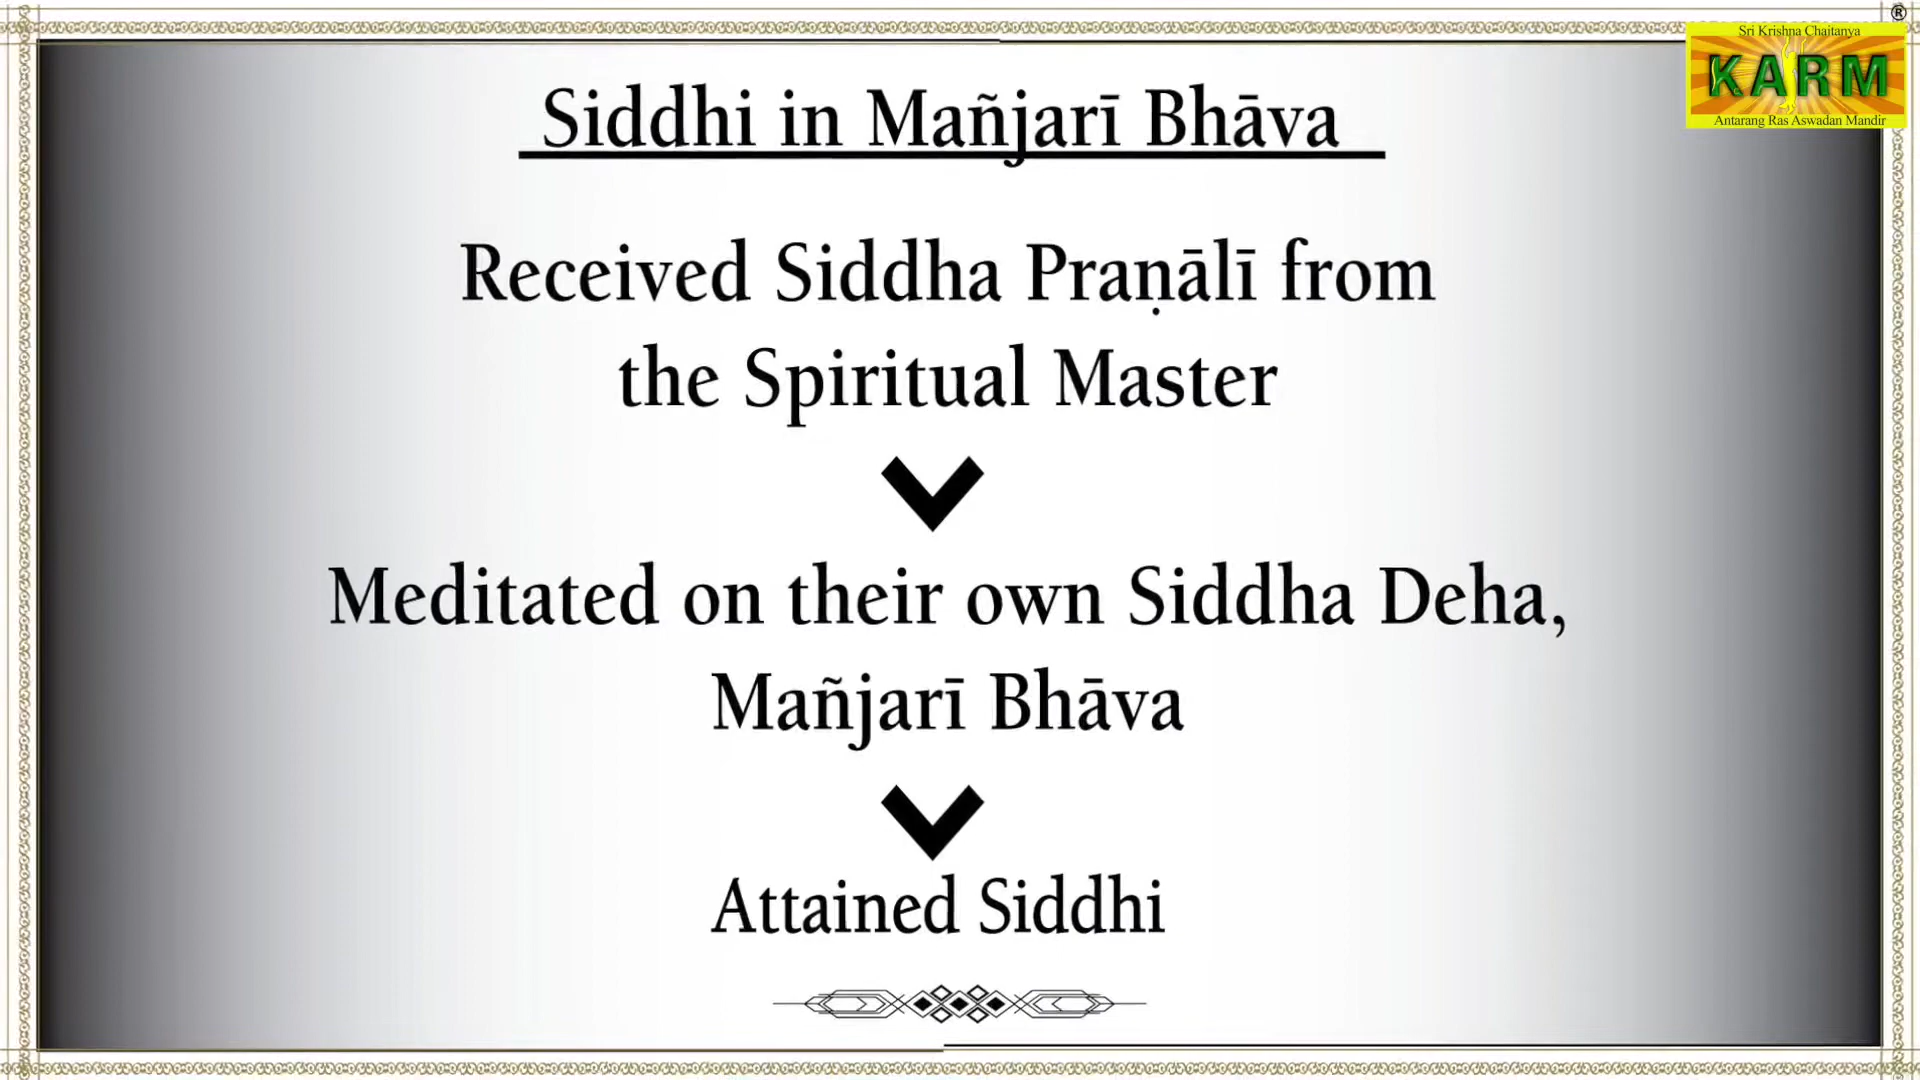 ®
Sri Krishna Chaitanya
KARM
Antarang Ras Aswadan Mandir
Siddhi in Mañjarī Bhāva
Received Siddha Praṇālī from
the Spiritual Master
Meditated on their own Siddha Deha,
Mañjarī Bhāva
Attained Siddhi